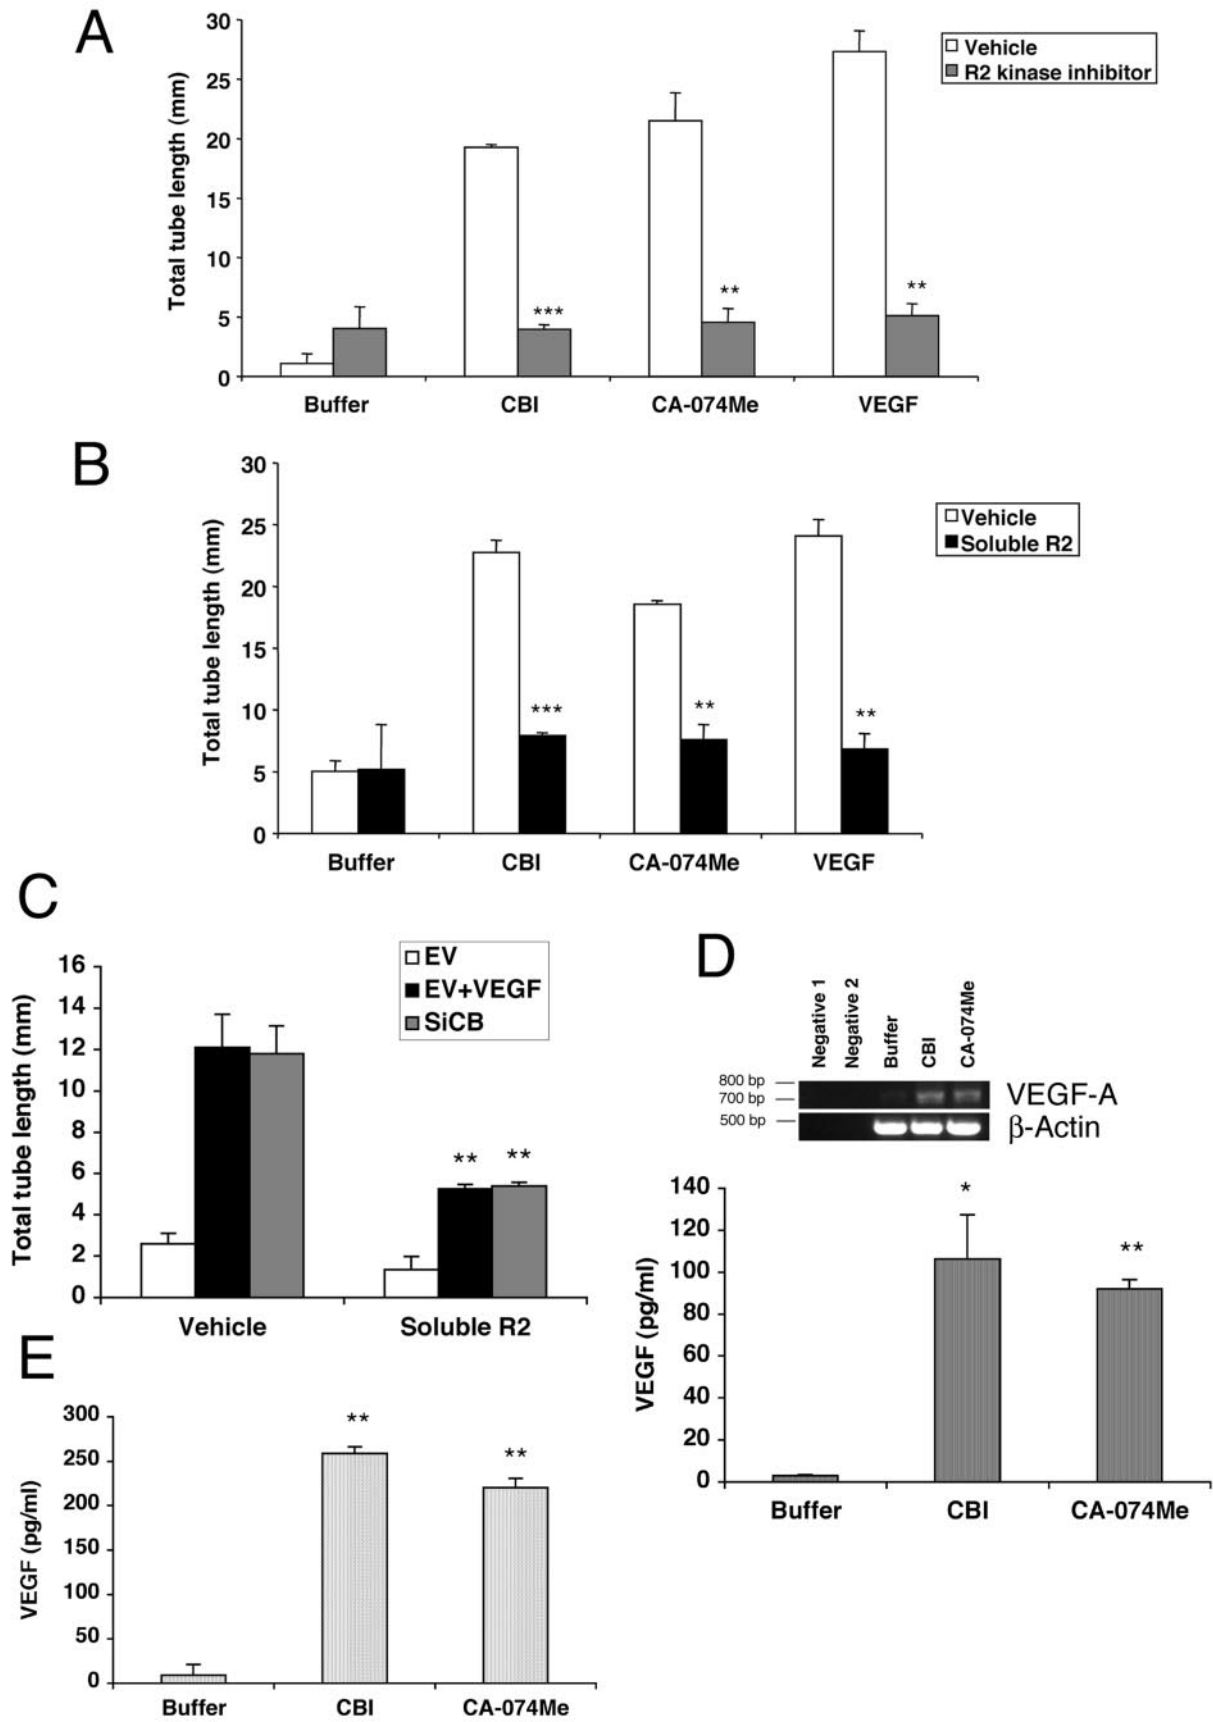 A
Total tube length (mm)
30
25
20
15
10
5
0
Vehicle
R2 kinase inhibitor
***
**
**
Buffer CBI CA-074Me VEGF
B
Total tube length (mm)
30
25
20
15
10
5
0
Vehicle
Soluble R2
***
**
**
Buffer CBI CA-074Me VEGF
C
Total tube length (mm)
16
14
12
10
8
6
4
2
0
EV
EV+VEGF
SiCB
** **
Vehicle Soluble R2
D
Negative 1
Negative 2
Buffer
CBI
CA-074Me
800 bp
700 bp
500 bp
VEGF-A
β-Actin
VEGF (pg/ml)
140
120
100
80
60
40
20
0
*
**
Buffer CBI CA-074Me
E
VEGF (pg/ml)
300
250
200
150
100
50
0
**
**
Buffer CBI CA-074Me